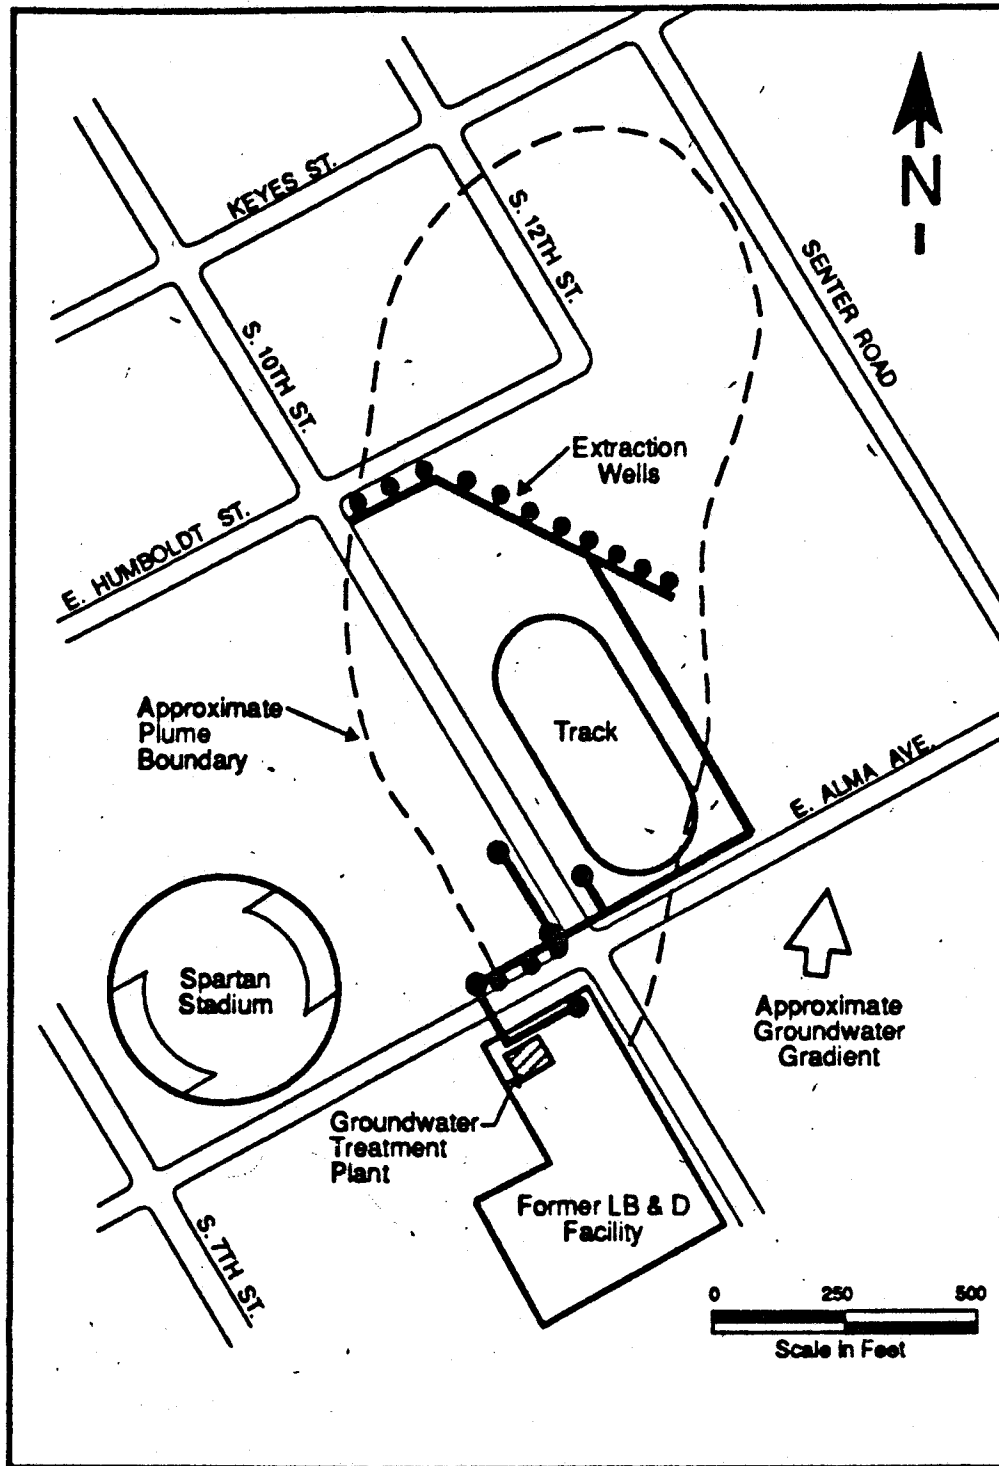 KEYES ST.
S. 12TH ST.
N
SENTER ROAD
S. 10TH ST.
Extraction
Wells
E. HUMBOLDT ST.
Approximate
Plume
Boundary
Track
E. ALMA AVE.
Spartan
Stadium
Approximate
Groundwater
Gradient
Groundwater
Treatment
Plant
Former LB & D
Facility
S. 7TH ST.
0 250 500
Scale in Feet